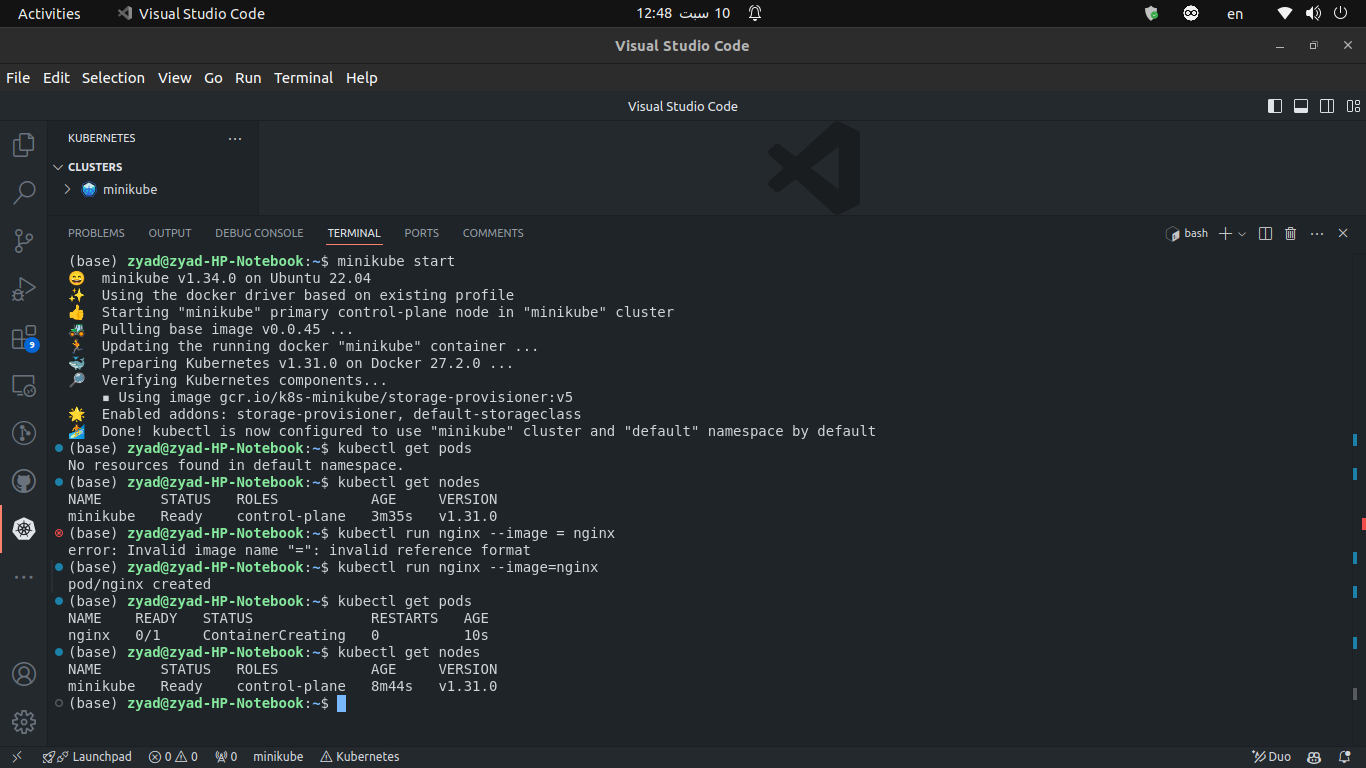 Activities
Visual Studio Code
12:48 سبت 10
en
Visual Studio Code
File Edit Selection View Go Run Terminal Help
Visual Studio Code
KUBERNETES
CLUSTERS
minikube
PROBLEMS OUTPUT DEBUG CONSOLE TERMINAL PORTS COMMENTS
bash
(base) zyad@zyad-HP-Notebook:~$ minikube start
minikube v1.34.0 on Ubuntu 22.04
Using the docker driver based on existing profile
Starting "minikube" primary control-plane node in "minikube" cluster
Pulling base image v0.0.45 ...
Updating the running docker "minikube" container ...
Preparing Kubernetes v1.31.0 on Docker 27.2.0 ...
Verifying Kubernetes components...
▪ Using image gcr.io/k8s-minikube/storage-provisioner:v5
Enabled addons: storage-provisioner, default-storageclass
Done! kubectl is now configured to use "minikube" cluster and "default" namespace by default
(base) zyad@zyad-HP-Notebook:~$ kubectl get pods
No resources found in default namespace.
(base) zyad@zyad-HP-Notebook:~$ kubectl get nodes
NAME STATUS ROLES AGE VERSION
minikube Ready control-plane 3m35s v1.31.0
(base) zyad@zyad-HP-Notebook:~$ kubectl run nginx --image = nginx
error: Invalid image name "=": invalid reference format
(base) zyad@zyad-HP-Notebook:~$ kubectl run nginx --image=nginx
pod/nginx created
(base) zyad@zyad-HP-Notebook:~$ kubectl get pods
NAME READY STATUS RESTARTS AGE
nginx 0/1 ContainerCreating 0 10s
(base) zyad@zyad-HP-Notebook:~$ kubectl get nodes
NAME STATUS ROLES AGE VERSION
minikube Ready control-plane 8m44s v1.31.0
(base) zyad@zyad-HP-Notebook:~$
9
Launchpad 0 0 0 minikube Kubernetes
Duo